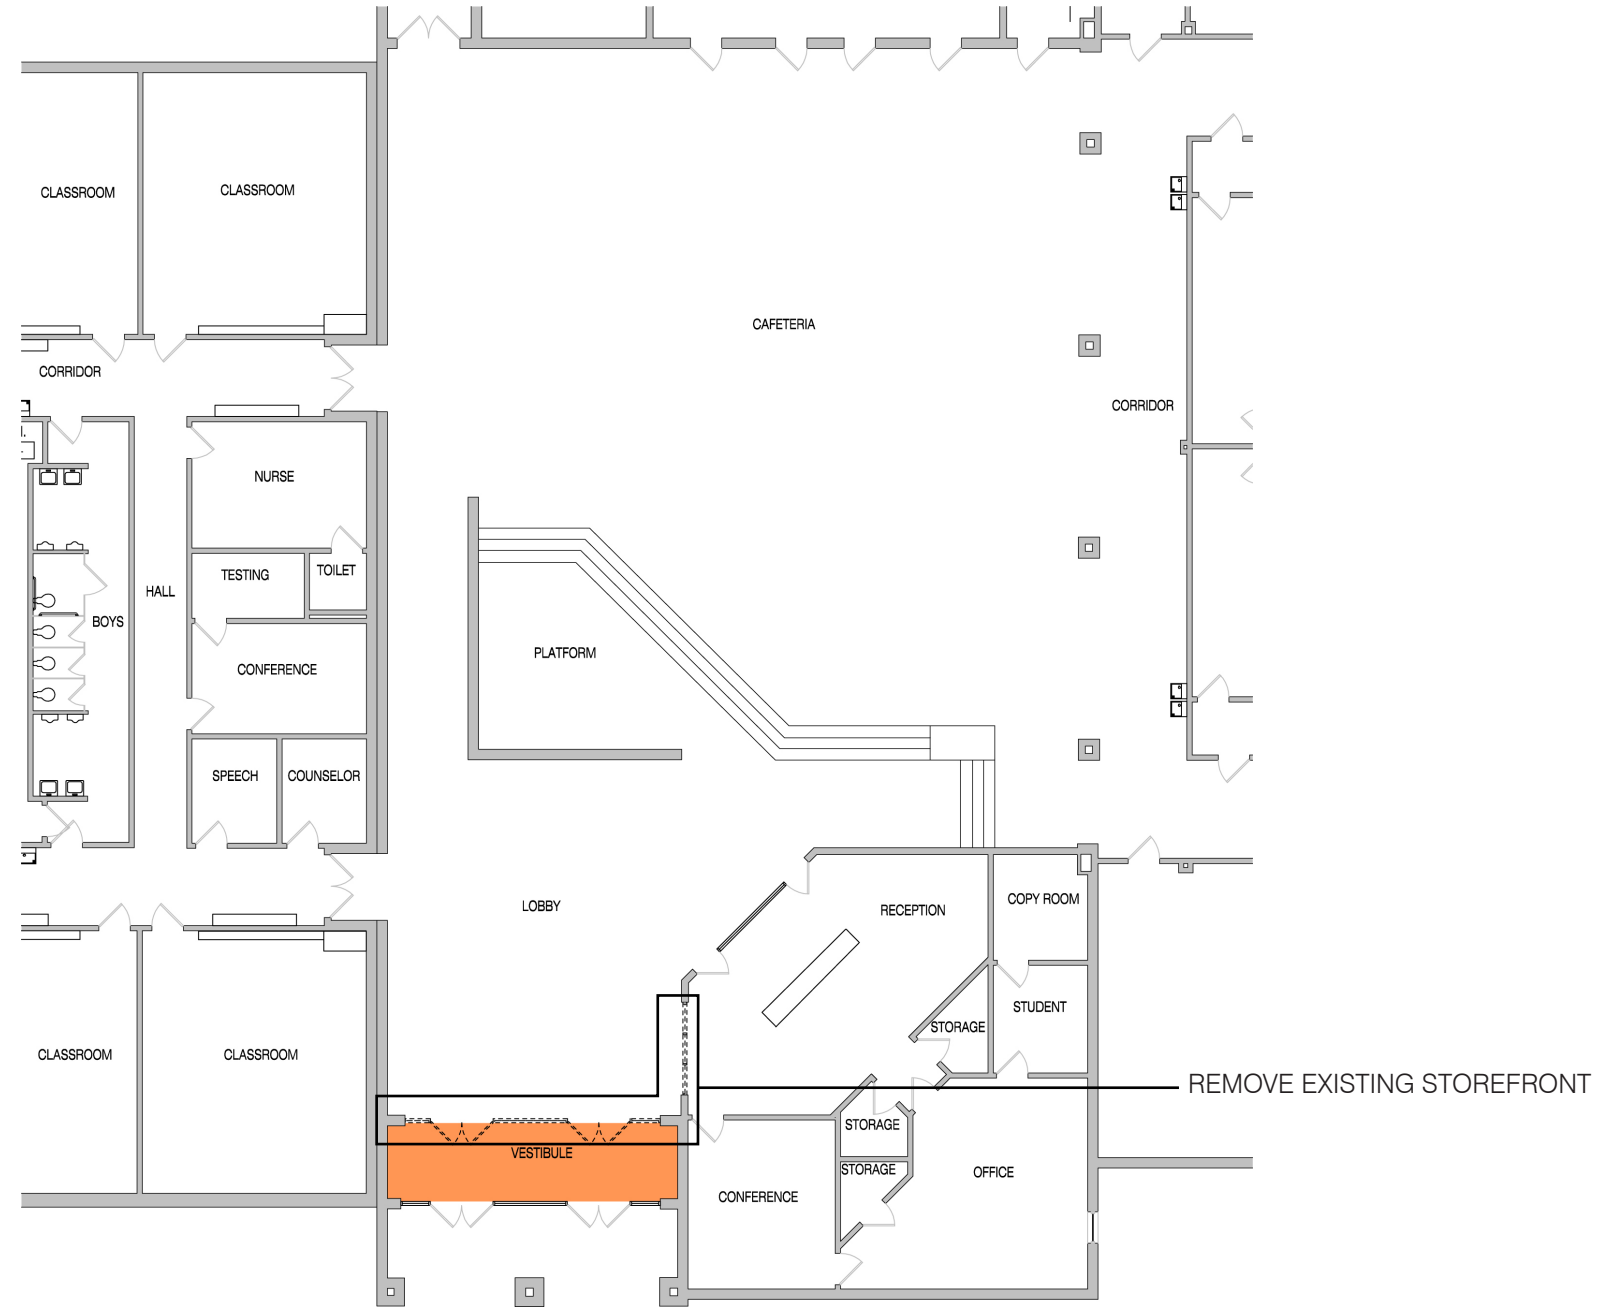 CLASSROOM
CLASSROOM
CAFETERIA
CORRIDOR
CORRIDOR
NURSE
TESTING
TOILET
HALL
BOYS
PLATFORM
CONFERENCE
SPEECH
COUNSELOR
LOBBY
RECEPTION
COPY ROOM
STUDENT
STORAGE
CLASSROOM
CLASSROOM
REMOVE EXISTING STOREFRONT
STORAGE
VESTIBULE
STORAGE
OFFICE
CONFERENCE